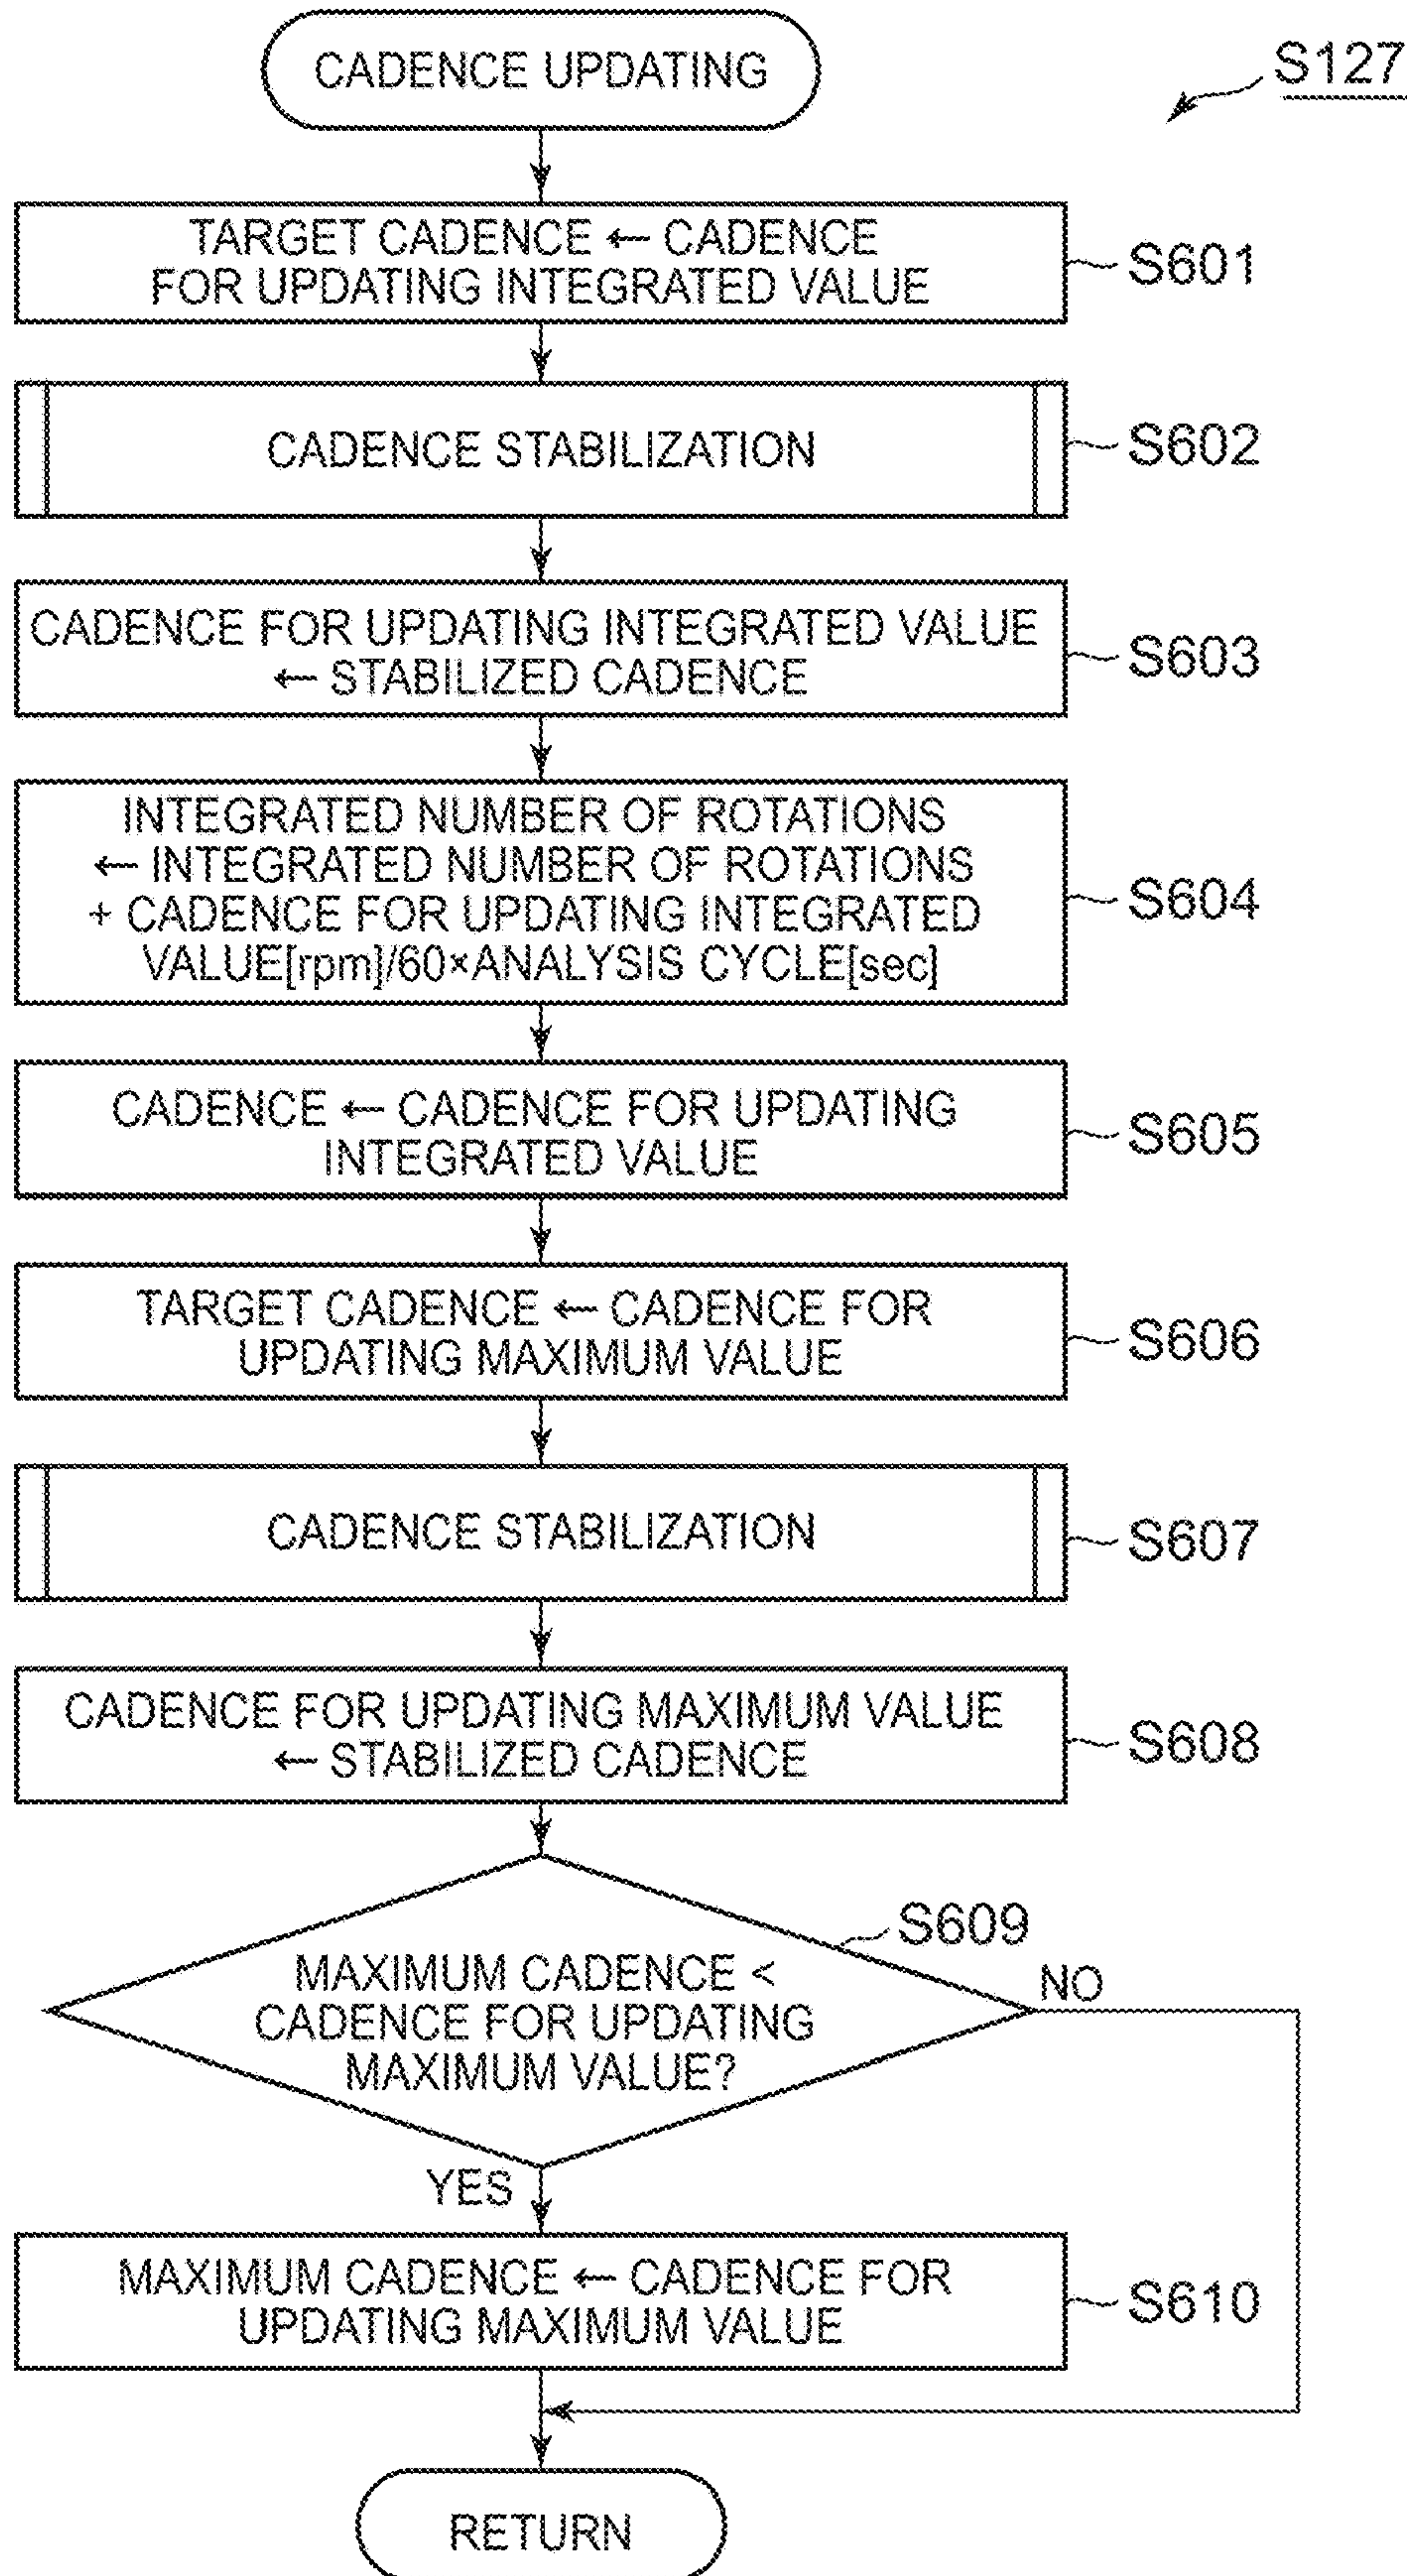 CADENCE UPDATING
S127
TARGET CADENCE ← CADENCE
FOR UPDATING INTEGRATED VALUE
S601
CADENCE STABILIZATION
S602
CADENCE FOR UPDATING INTEGRATED VALUE
← STABILIZED CADENCE
S603
INTEGRATED NUMBER OF ROTATIONS
← INTEGRATED NUMBER OF ROTATIONS
+ CADENCE FOR UPDATING INTEGRATED
VALUE[rpm]/60×ANALYSIS CYCLE[sec]
S604
CADENCE ← CADENCE FOR UPDATING
INTEGRATED VALUE
S605
TARGET CADENCE ← CADENCE FOR
UPDATING MAXIMUM VALUE
S606
CADENCE STABILIZATION
S607
CADENCE FOR UPDATING MAXIMUM VALUE
← STABILIZED CADENCE
S608
S609
MAXIMUM CADENCE <
CADENCE FOR UPDATING
MAXIMUM VALUE?
NO
YES
MAXIMUM CADENCE ← CADENCE FOR
UPDATING MAXIMUM VALUE
S610
RETURN